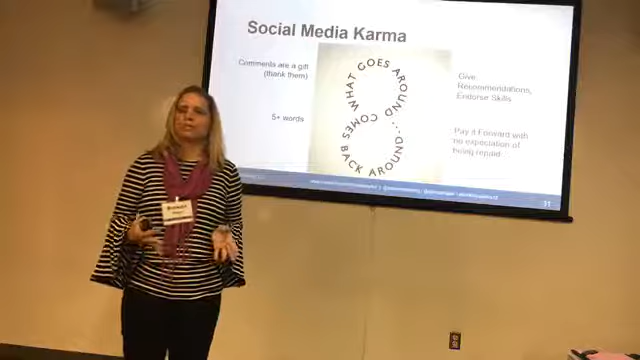 Social Media Karma
Comments are a gift
(thank them)
5+ words
WHAT GOES AROUND COMES BACK AROUND...
Give
Recommendations,
Endorse Skills
Pay it Forward with
no expectation of
being repaid
11